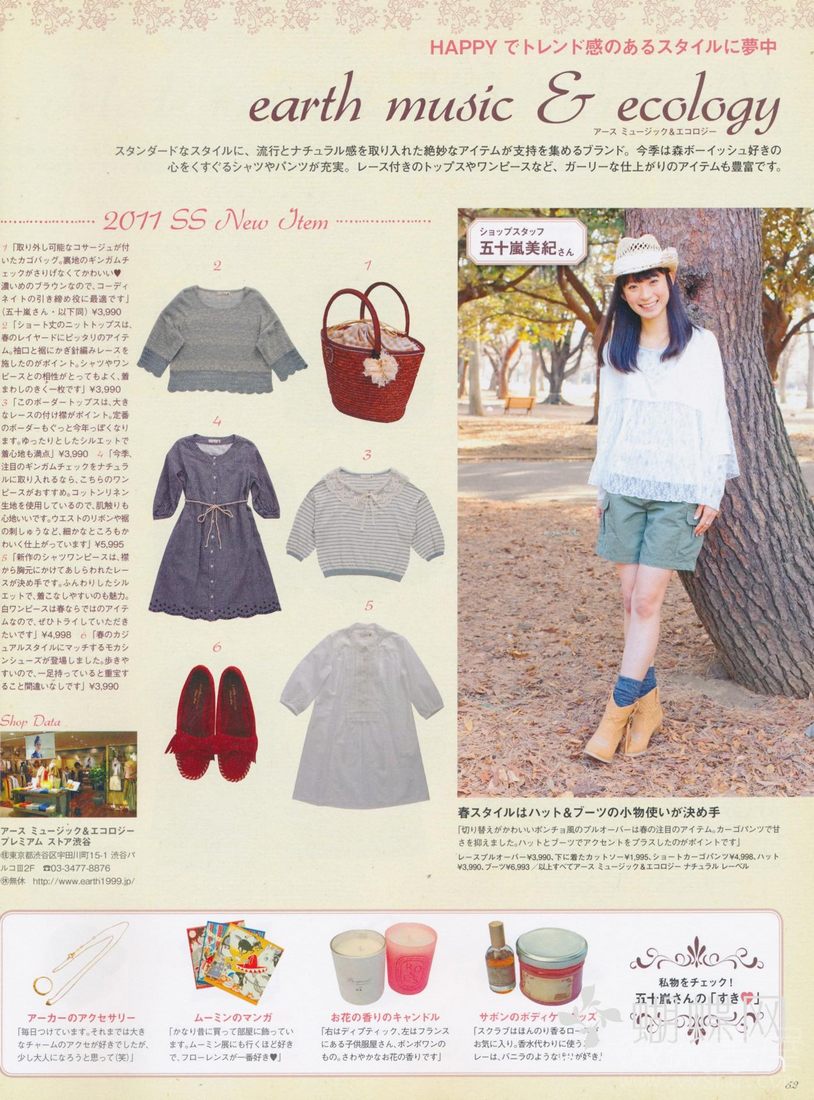 HAPPY でトレンド感のあるスタイルに夢中
earth music & ecology
アース ミュージック＆エコロジー
スタンダードなスタイルに、流行とナチュラル感を取り入れた絶妙なアイテムが支持を集めるブランド。今季は森ボーイッシュ好きの
心をくすぐるシャツやパンツが充実。レース付きのトップスやワンピースなど、ガーリーな仕上がりのアイテムも豊富です。
2011 SS New Item
1「取り外し可能なコサージュが付
いたカゴバッグ。裏地のギンガムチ
ェックがさりげなくてかわいい♥
濃いめのブラウンなので、コーディ
ネイトの引き締め役に最適です」
(五十嵐さん・以下同) ¥3,990
2「ショート丈のニットトップスは、
春のレイヤードにピッタリのアイテ
ム。袖口と裾にかぎ針編みレースを
施したのがポイント。シャツやワン
ピースとの相性がとってもよく、着
まわしのきく一枚です」¥3,990
3「このボーダートップスは、大き
なレースの付け襟がポイント。定番
のボーダーもぐっと今年っぽくなり
ます。ゆったりとしたシルエットで
着心地も満点」¥3,990 4「今季、
注目のギンガムチェックをナチュラ
ルに取り入れるなら、こちらのワン
ピースがおすすめ。コットンリネン
生地を使用しているので、肌触りも
心地いいです。ウエストのリボンや裾
の刺しゅうなど、細かなところもか
わいく仕上がっています」¥5,995
5「新作のシャツワンピースは、襟
から胸元にかけてあしらわれたレー
スが決め手です。ふんわりしたシル
エットで、着こなしやすいのも魅力。
白ワンピースは春ならではのアイテ
ムなので、ぜひトライしていただき
たいです」¥4,998 6「春のカジ
ュアルスタイルにマッチするモカシ
ンシューズが登場しました。歩きや
すいので、一足持っていると重宝す
ること間違いなしです」¥3,990
2
1
4
3
5
6
ショップスタッフ
五十嵐美紀さん
Shop Data
アース ミュージック＆エコロジー
プレミアム ストア渋谷
㊟東京都渋谷区宇田川町15-1 渋谷パ
ルコⅢ2F ☎03-3477-8876
㊡無休 http://www.earth1999.jp/
春スタイルはハット＆ブーツの小物使いが決め手
「切り替えがかわいいポンチョ風のプルオーバーは春の注目のアイテム。カーゴパンツで甘
さを抑えました。ハットとブーツでアクセントをプラスしたのがポイントです」
レースプルオーバー¥3,990、下に着たカットソー¥1,995、ショートカーゴパンツ¥4,998、ハット
¥3,990、ブーツ¥6,993 ／以上すべてアース ミュージック＆エコロジー ナチュラル レーベル
アーカーのアクセサリー
「毎日つけています。それまでは大き
なチャームのアクセが好きでしたが、
少し大人になろうと思って(笑)」
ムーミンのマンガ
「かなり昔に買って部屋に飾ってい
ます。ムーミン展にも行くほど好き
で、フローレンスが一番好き♥」
お花の香りのキャンドル
「右はディプティック、左はフランス
にある子供服屋さん、ボンポワンの
もの。さわやかなお花の香りです」
サボンのボディケアグッズ
「スクラブはほんのり香るローズが
お気に入り。香水代わりに使うス
レーは、バニラのような香りが好き」
私物をチェック！
五十嵐さんの「すき♥」
蝴蝶网
52